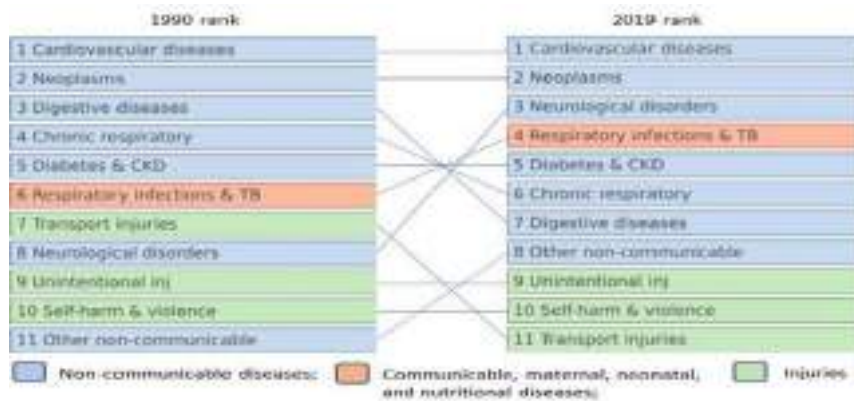 1990 rank
1 Cardiovascular diseases
2 Neoplasms
3 Digestive diseases
4 Chronic respiratory
5 Diabetes & CKD
6 Respiratory infections & TB
7 Transport injuries
8 Neurological disorders
9 Unintentional inj
10 Self-harm & violence
11 Other non-communicable
2019 rank
1 Cardiovascular diseases
2 Neoplasms
3 Neurological disorders
4 Respiratory infections & TB
5 Diabetes & CKD
6 Chronic respiratory
7 Digestive diseases
8 Other non-communicable
9 Unintentional inj
10 Self-harm & violence
11 Transport injuries
Non-communicable diseases;
Communicable, maternal, neonatal,
and nutritional diseases;
Injuries